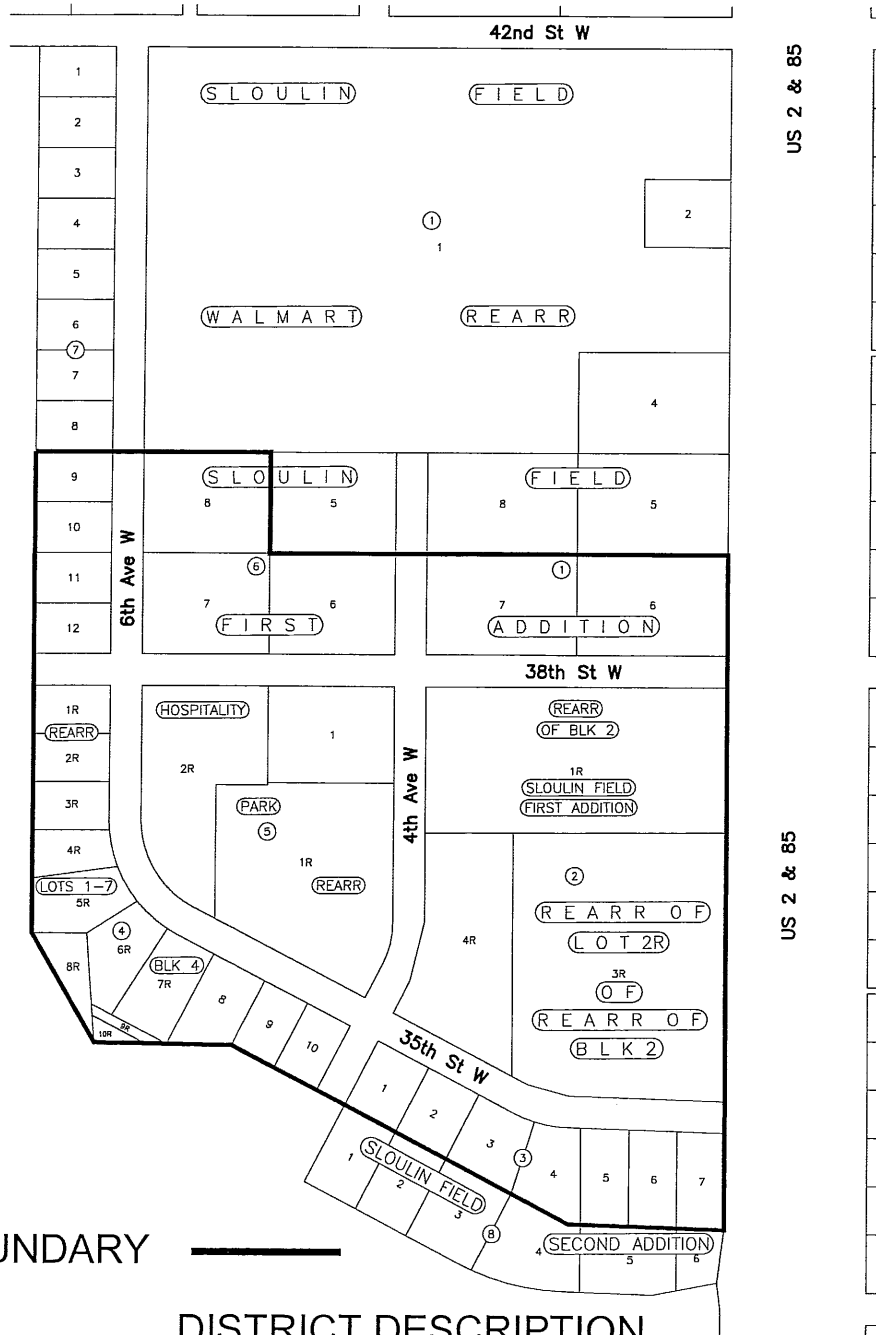 42nd St W
US 2 & 85
1
2
3
4
5
6
7
7
8
SLOULIN FIELD
1
1
2
WALMART REARR
4
9
10
11
12
6th Ave W
SLOULIN FIELD
8 5 8 5
6 1
7 6 7 6
FIRST ADDITION
38th St W
1R
REARR
2R
3R
4R
LOTS 1-7
5R
4
6R
BLK 4
7R
8R
9R
10R
8
9
10
HOSPITALITY
2R
1
PARK
5
1R
REARR
4th Ave W
REARR
OF BLK 2
1R
SLOULIN FIELD
FIRST ADDITION
US 2 & 85
2
REARR OF
LOT 2R
4R
3R
OF
REARR OF
BLK 2
35th St W
1
2
3
3
4
5
6
7
1
SLOULIN FIELD
2
3
8
4
SECOND ADDITION
5
6
UNDARY
DISTRICT DESCRIPTION